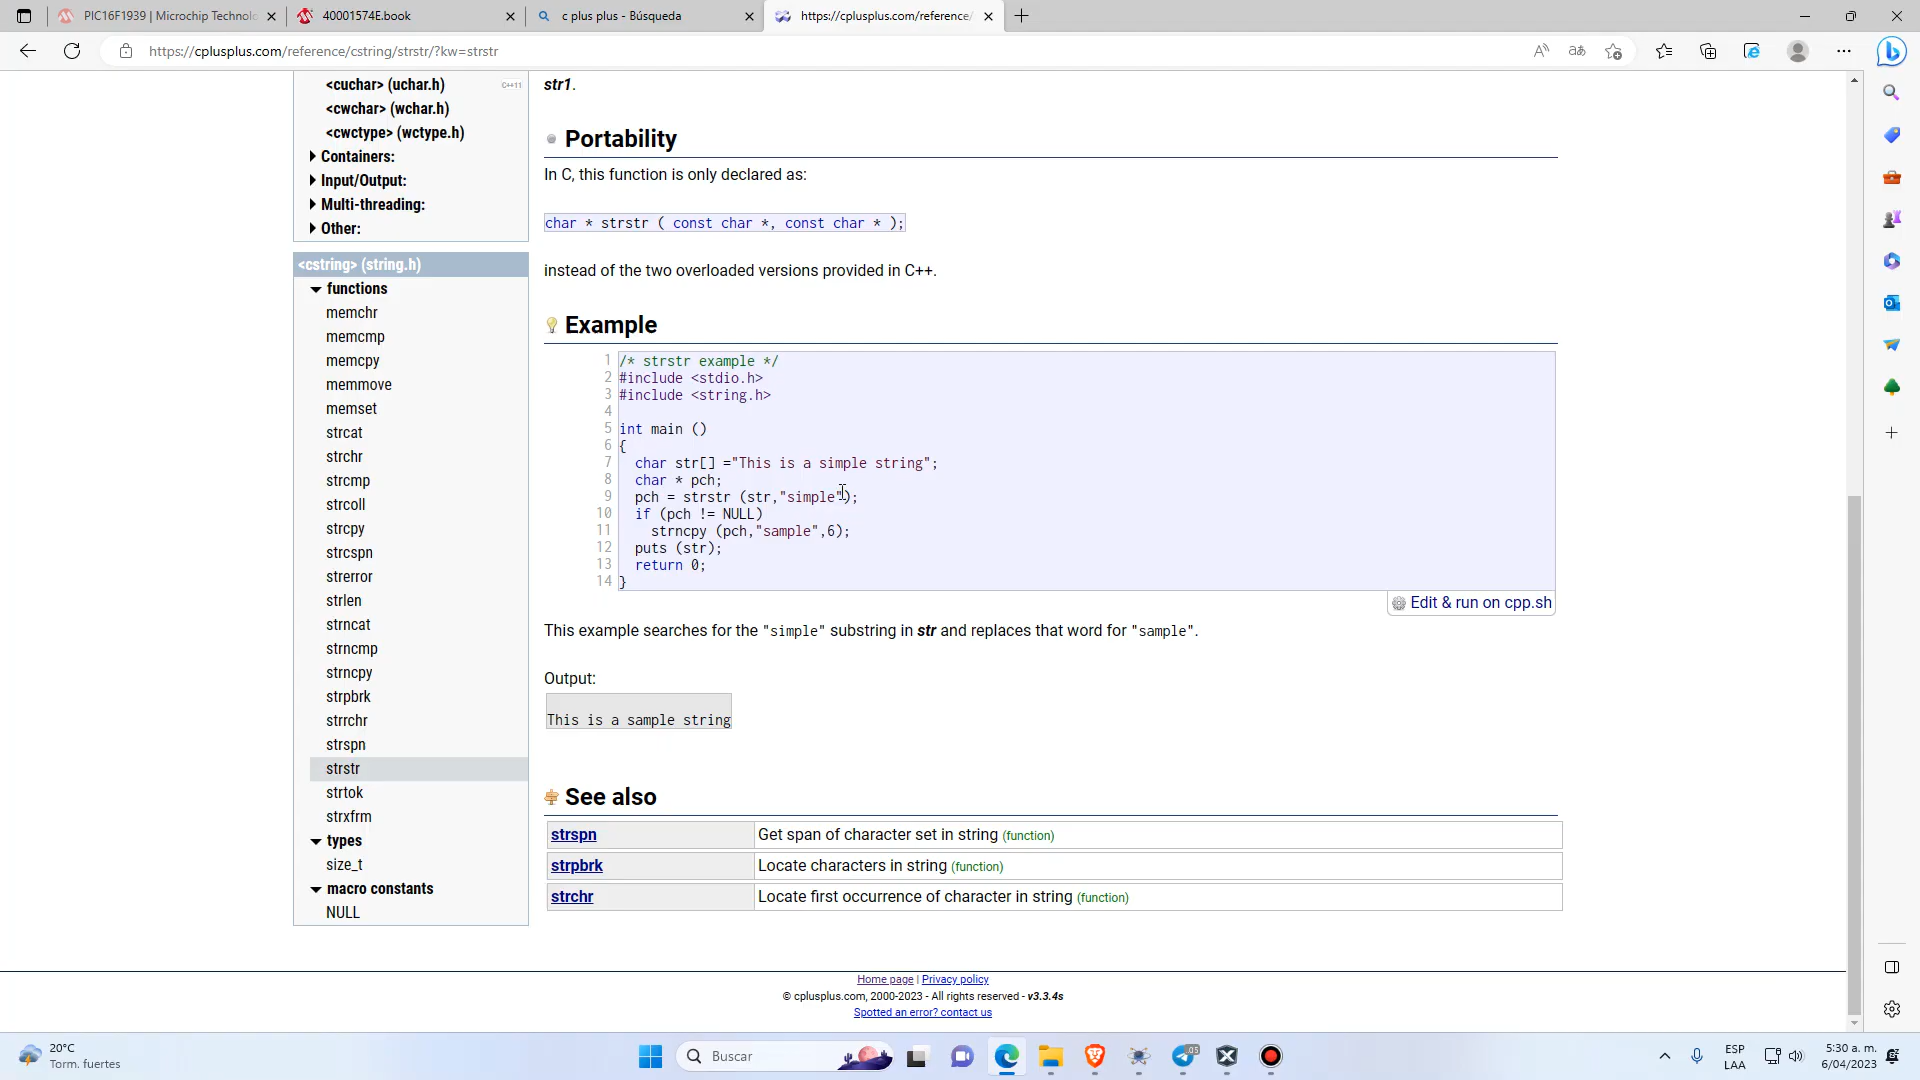 PIC16F1939 | Microchip Technolo
40001574E.book
c plus plus - Búsqueda
https://cplusplus.com/reference/
https://cplusplus.com/reference/cstring/strstr/?kw=strstr
<cuchar> (uchar.h) C++11
<cwchar> (wchar.h)
<cwctype> (wctype.h)
Containers:
Input/Output:
Multi-threading:
Other:
<cstring> (string.h)
functions
memchr
memcmp
memcpy
memmove
memset
strcat
strchr
strcmp
strcoll
strcpy
strcspn
strerror
strlen
strncat
strncmp
strncpy
strpbrk
strrchr
strspn
strstr
strtok
strxfrm
types
size_t
macro constants
NULL
str1.
Portability
In C, this function is only declared as:
char * strstr ( const char *, const char * );
instead of the two overloaded versions provided in C++.
Example
1 /* strstr example */
2 #include <stdio.h>
3 #include <string.h>
4
5 int main ()
6 {
7 char str[] ="This is a simple string";
8 char * pch;
9 pch = strstr (str,"simple");
10 if (pch != NULL)
11 strncpy (pch,"sample",6);
12 puts (str);
13 return 0;
14 }
Edit & run on cpp.sh
This example searches for the "simple" substring in str and replaces that word for "sample".
Output:
This is a sample string
See also
strspn Get span of character set in string (function)
strpbrk Locate characters in string (function)
strchr Locate first occurrence of character in string (function)
Home page | Privacy policy
© cplusplus.com, 2000-2023 - All rights reserved - v3.3.4s
Spotted an error? contact us
20°C
Torm. fuertes
Buscar
.05
ESP
LAA
5:30 a. m.
6/04/2023